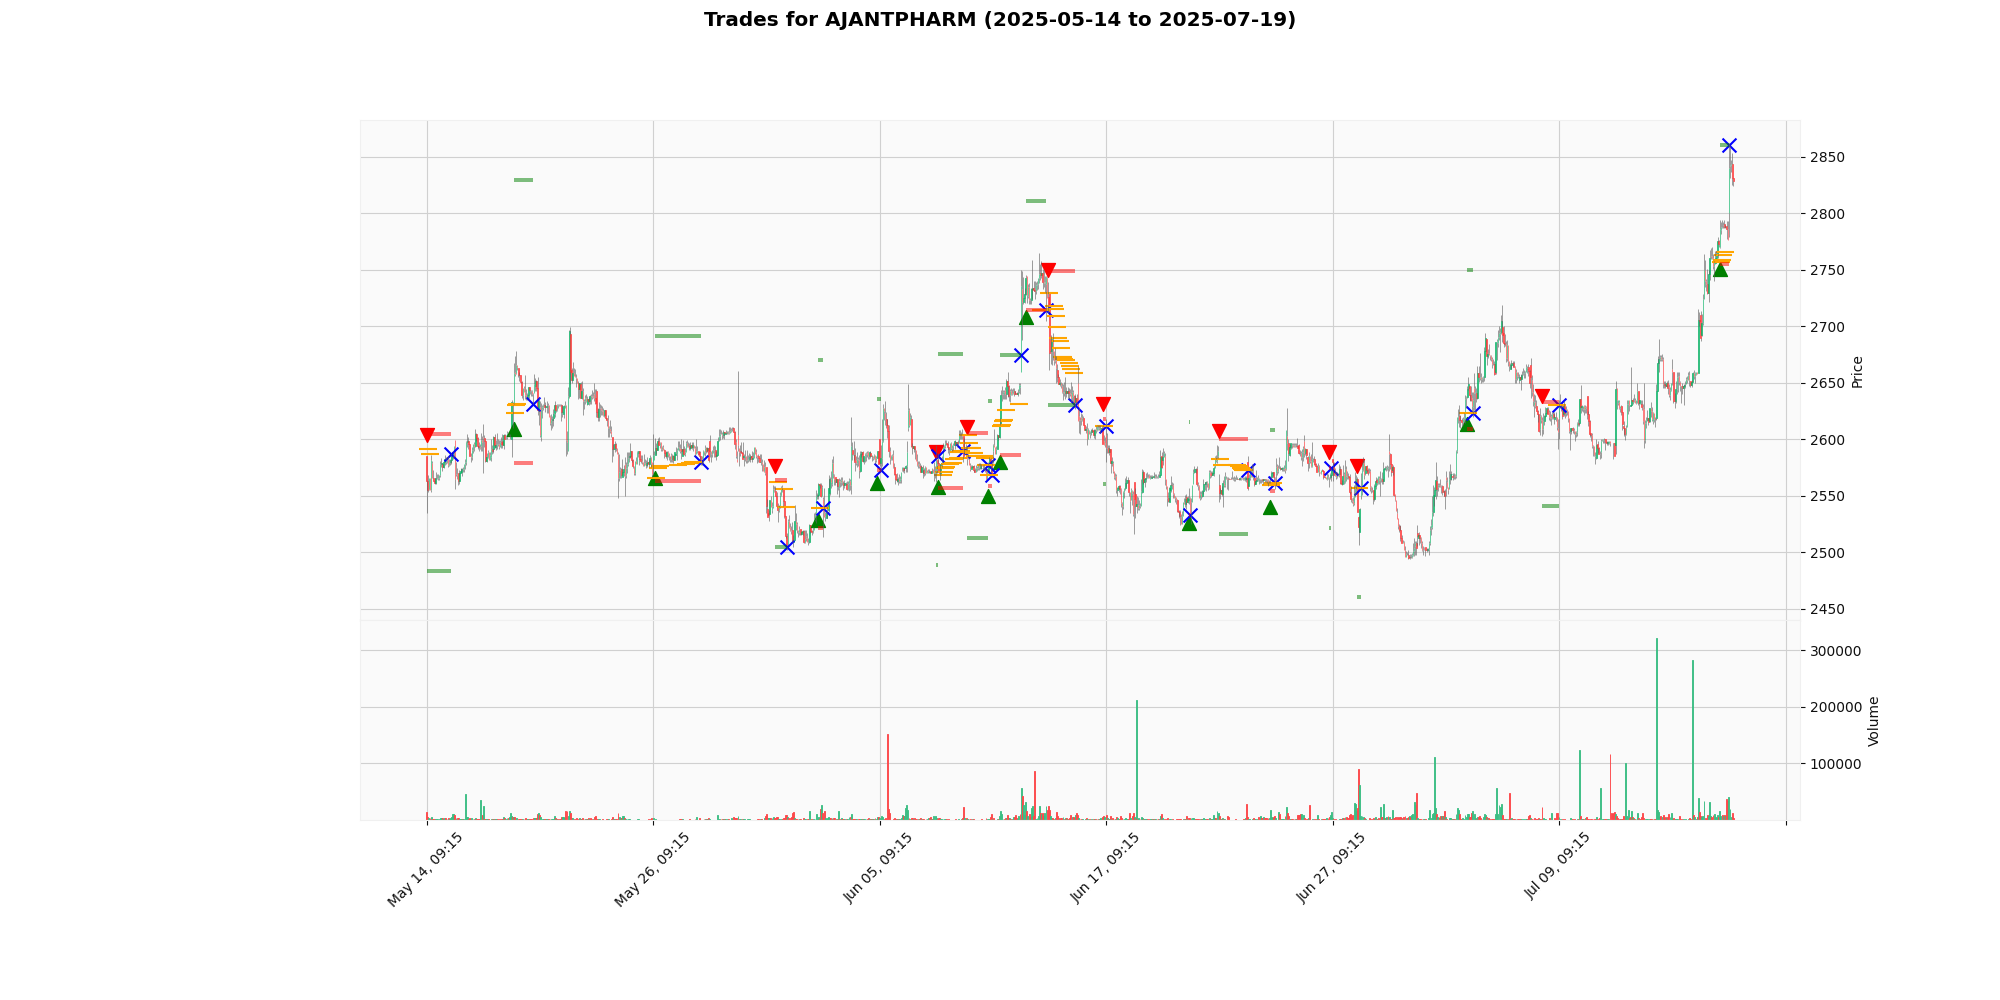 Trades for AJANTPHARM (2025-05-14 to 2025-07-19)
2850
2800
2750
2700
2650
2600
2550
2500
2450
Price
300000
200000
100000
Volume
May 14, 09:15
May 26, 09:15
Jun 05, 09:15
Jun 17, 09:15
Jun 27, 09:15
Jul 09, 09:15